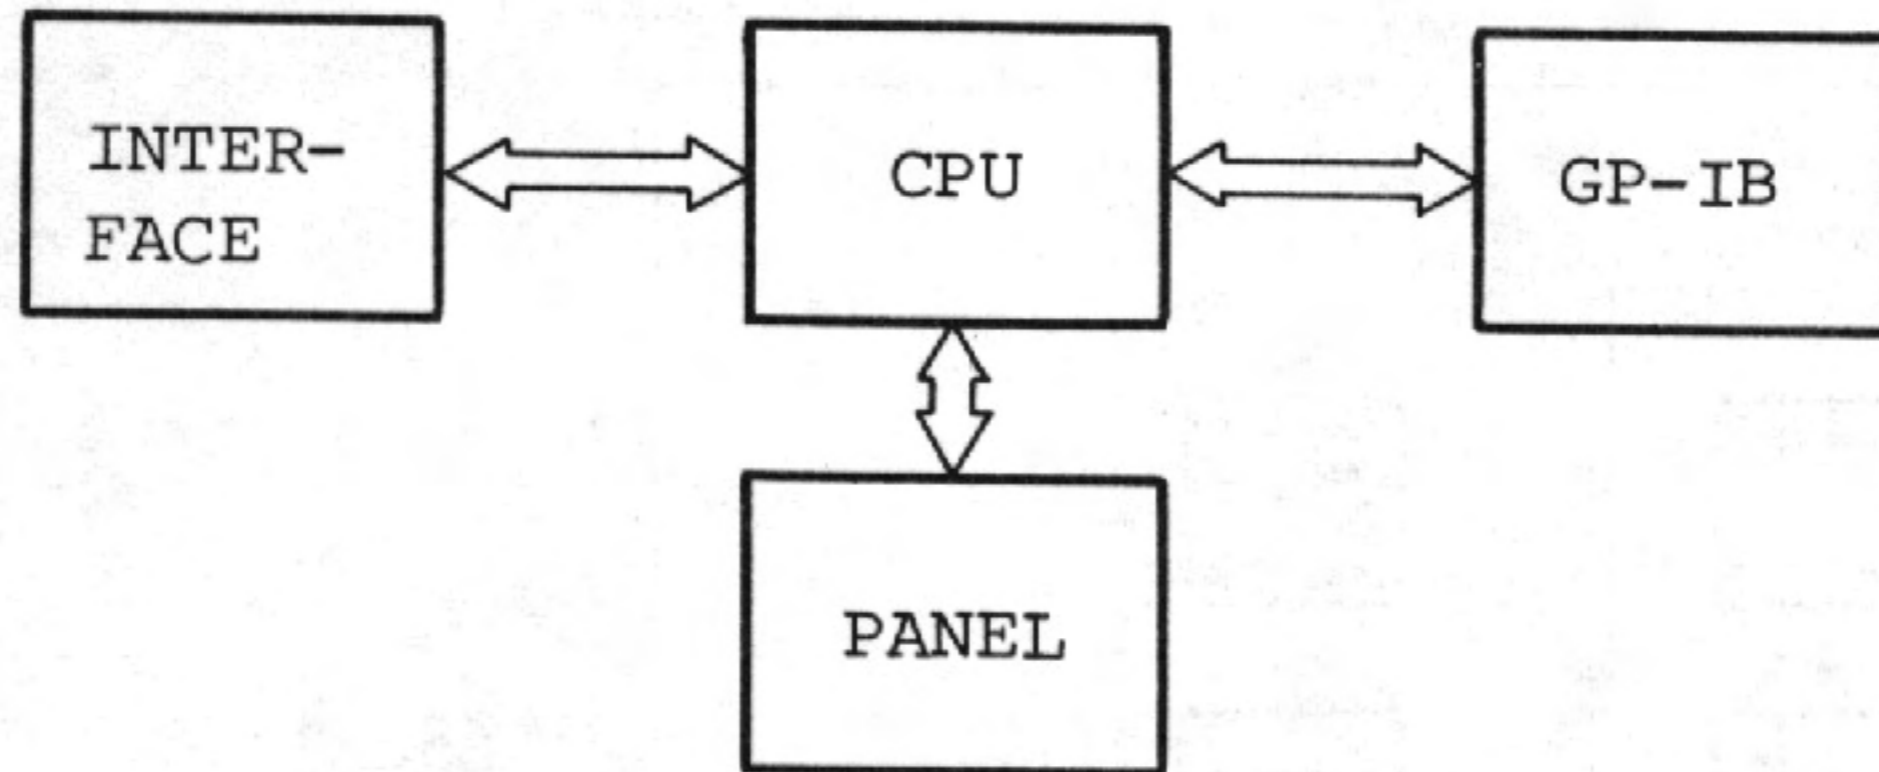 INTER-
FACE
CPU
GP-IB
PANEL